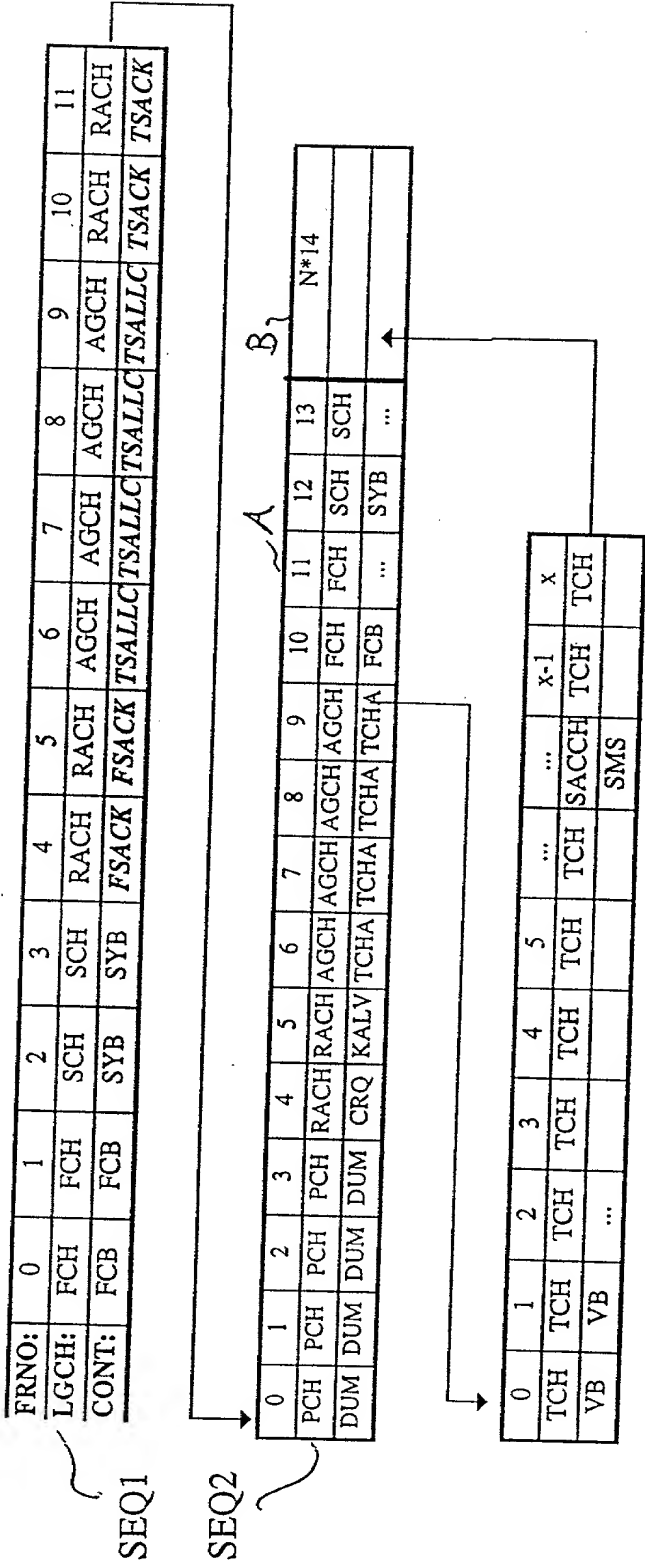 FRNO: 0 1 2 3 4 5 6 7 8 9 10 11
LGCH: FCH FCH SCH SCH RACH RACH AGCH AGCH AGCH AGCH RACH RACH
CONT: FCB FCB SYB SYB FSACK FSACK TSALLC TSALLC TSALLC TSALLC TSACK TSACK
SEQ1
SEQ2
A
B
0 1 2 3 4 5 6 7 8 9 10 11 12 13 N*14
PCH PCH PCH PCH RACH RACH AGCH AGCH AGCH AGCH FCH FCH SCH SCH
DUM DUM DUM DUM CRQ KALV TCHA TCHA TCHA TCHA FCB ... SYB ...
0 1 2 3 4 5 ... ... x-1 x
TCH TCH TCH TCH TCH TCH TCH SACCH TCH TCH
VB VB ... SMS